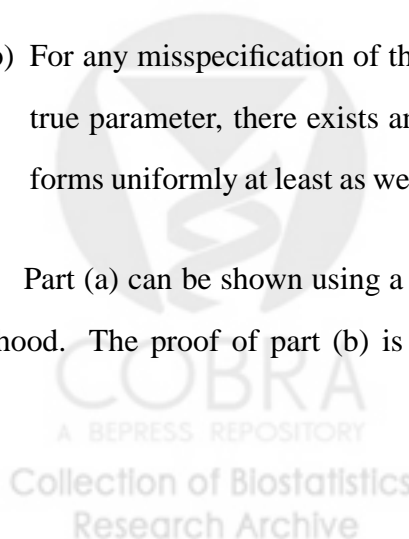 ) For any misspecification of th
true parameter, there exists a
forms uniformly at least as we
Part (a) can be shown using a
hood. The proof of part (b) is
COBRA
A BEPRESS REPOSITORY
Collection of Biostatistics
Research Archive